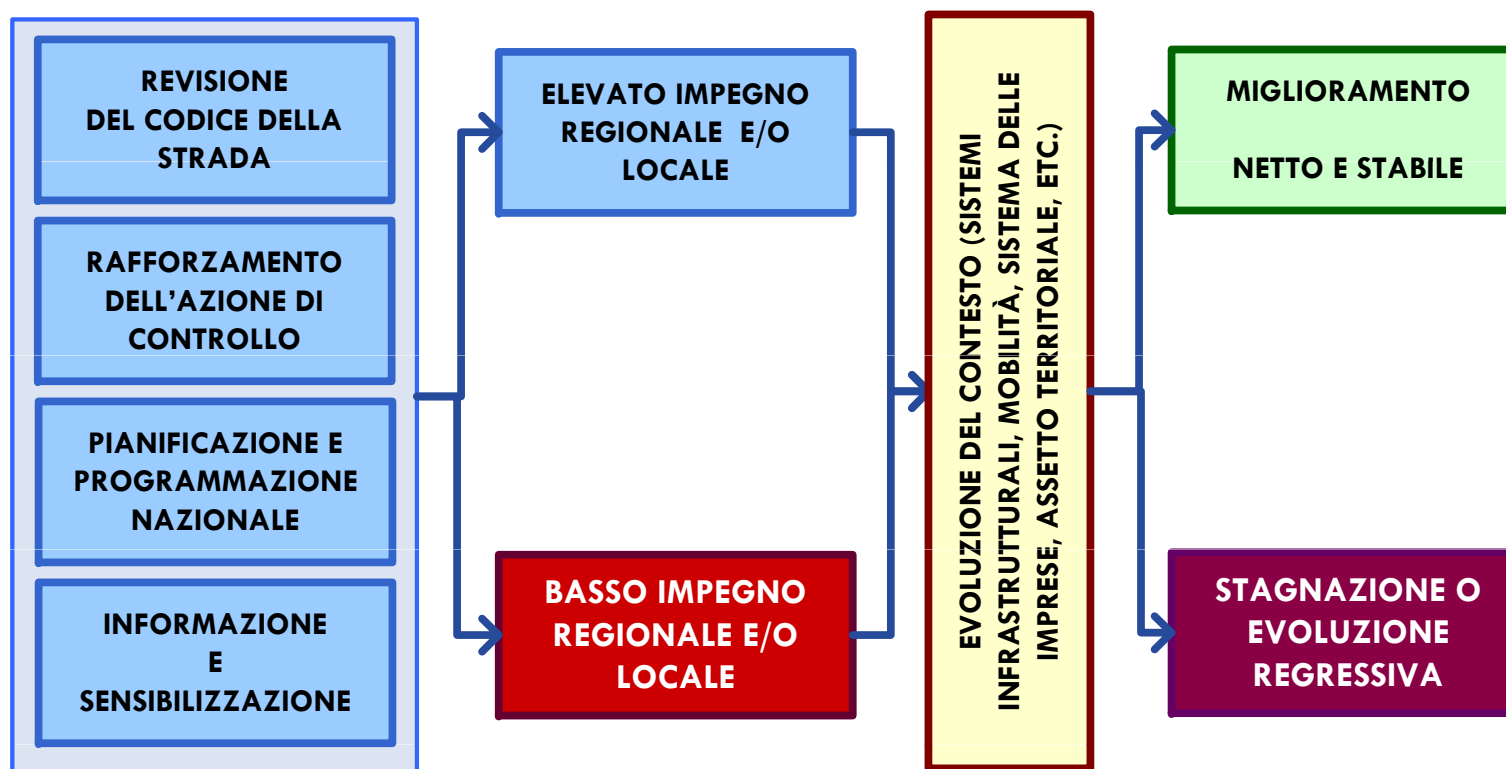 REVISIONE
DEL CODICE DELLA
STRADA
RAFFORZAMENTO
DELL’AZIONE DI
CONTROLLO
PIANIFICAZIONE E
PROGRAMMAZIONE
NAZIONALE
INFORMAZIONE
E
SENSIBILIZZAZIONE
ELEVATO IMPEGNO
REGIONALE E/O
LOCALE
BASSO IMPEGNO
REGIONALE E/O
LOCALE
EVOLUZIONE DEL CONTESTO (SISTEMI
INFRASTRUTTURALI, MOBILITÀ, SISTEMA DELLE
IMPRESE, ASSETTO TERRITORIALE, ETC.)
MIGLIORAMENTO
NETTO E STABILE
STAGNAZIONE O
EVOLUZIONE
REGRESSIVA